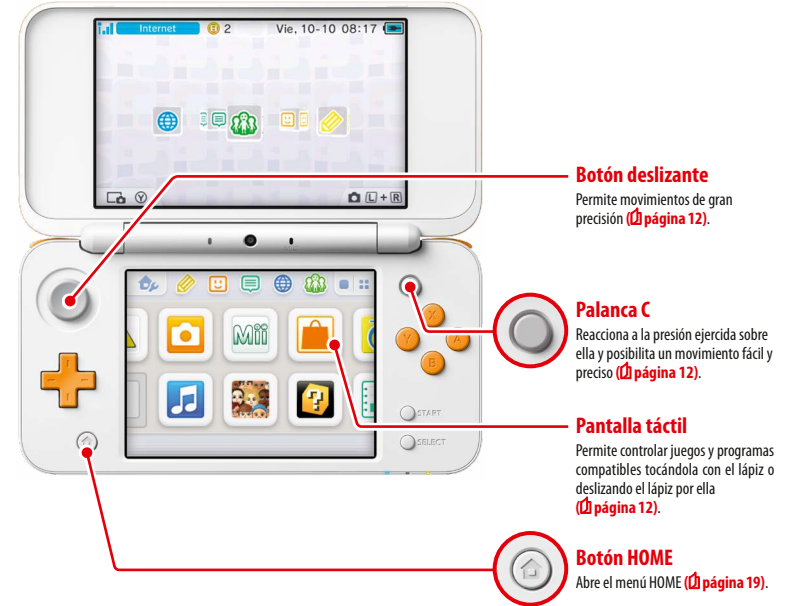 Internet
2
Vie, 10-10 08:17
Y
L + R
Botón deslizante
Permite movimientos de gran
precisión (página 12).
Mii
X
Y
A
B
START
SELECT
Palanca C
Reacciona a la presión ejercida sobre
ella y posibilita un movimiento fácil y
preciso (página 12).
Pantalla táctil
Permite controlar juegos y programas
compatibles tocándola con el lápiz o
deslizando el lápiz por ella
(página 12).
Botón HOME
Abre el menú HOME (página 19).